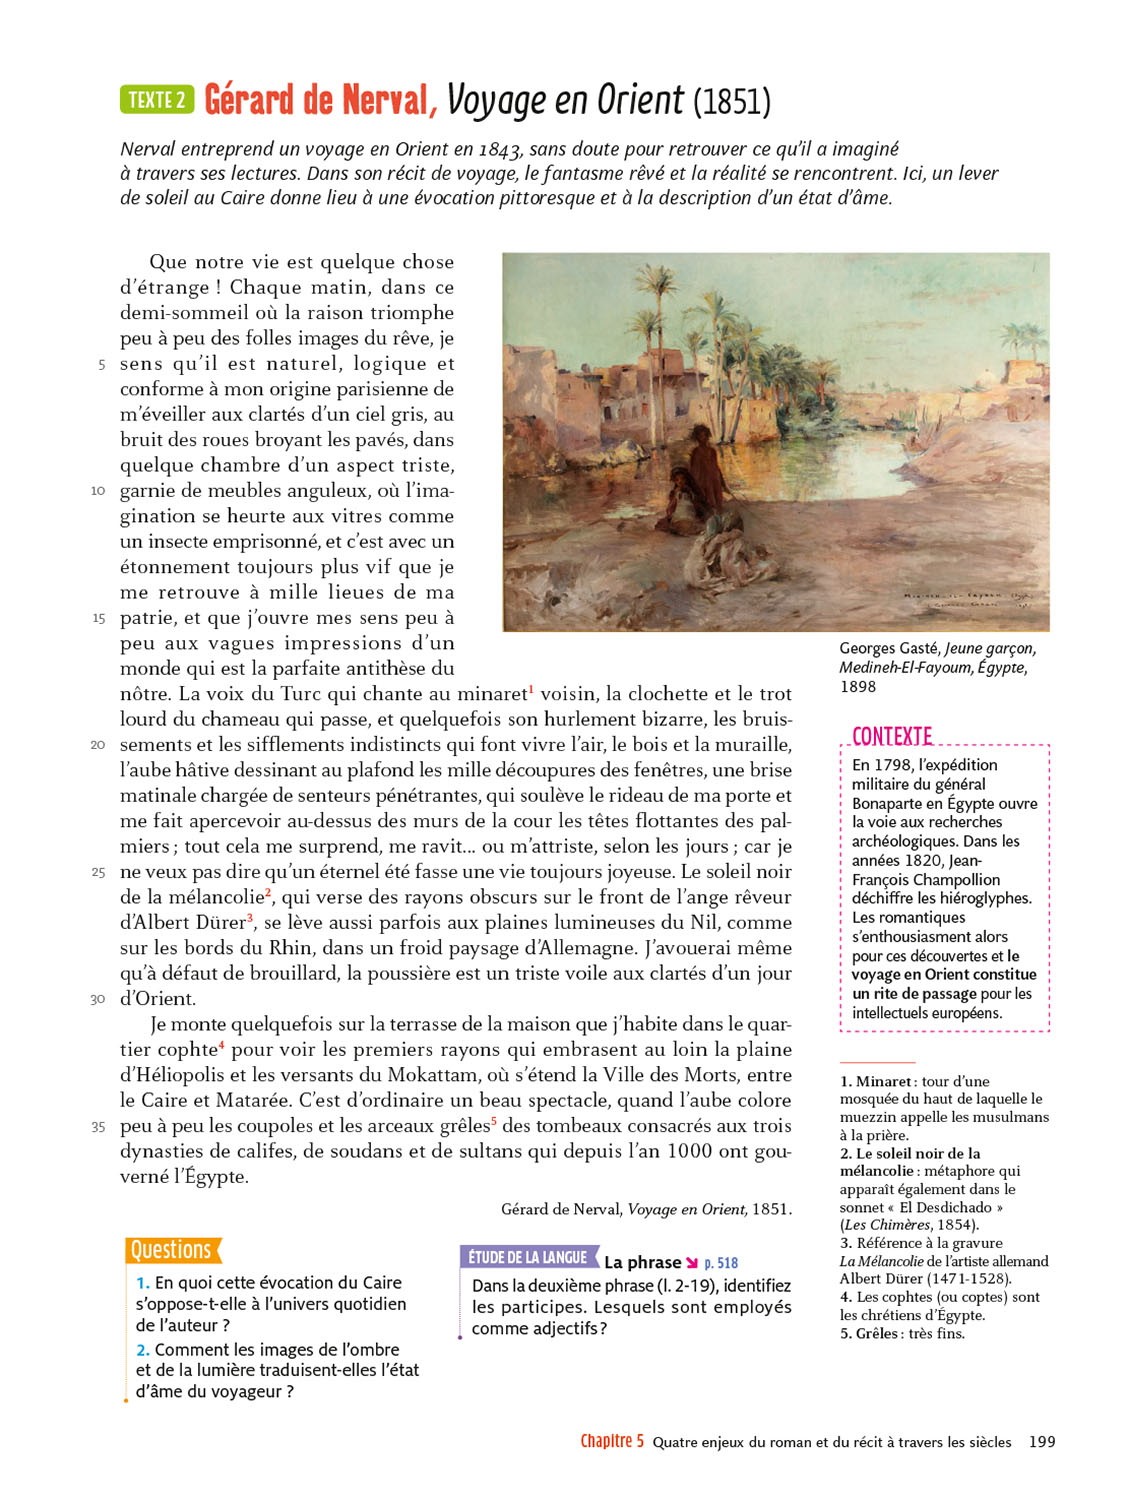 TEXTE 2 Gérard de Nerval, Voyage en Orient (1851)
Nerval entreprend un voyage en Orient en 1843, sans doute pour retrouver ce qu’il a imaginé
à travers ses lectures. Dans son récit de voyage, le fantasme rêvé et la réalité se rencontrent. Ici, un lever
de soleil au Caire donne lieu à une évocation pittoresque et à la description d’un état d’âme.
Que notre vie est quelque chose
d’étrange ! Chaque matin, dans ce
demi-sommeil où la raison triomphe
peu à peu des folles images du rêve, je
5 sens qu’il est naturel, logique et
conforme à mon origine parisienne de
m’éveiller aux clartés d’un ciel gris, au
bruit des roues broyant les pavés, dans
quelque chambre d’un aspect triste,
10 garnie de meubles anguleux, où l’ima-
gination se heurte aux vitres comme
un insecte emprisonné, et c’est avec un
étonnement toujours plus vif que je
me retrouve à mille lieues de ma
15 patrie, et que j’ouvre mes sens peu à
peu aux vagues impressions d’un
monde qui est la parfaite antithèse du
nôtre. La voix du Turc qui chante au minaret1 voisin, la clochette et le trot
lourd du chameau qui passe, et quelquefois son hurlement bizarre, les bruis-
20 sements et les sifflements indistincts qui font vivre l’air, le bois et la muraille,
l’aube hâtive dessinant au plafond les mille découpures des fenêtres, une brise
matinale chargée de senteurs pénétrantes, qui soulève le rideau de ma porte et
me fait apercevoir au-dessus des murs de la cour les têtes flottantes des pal-
miers ; tout cela me surprend, me ravit... ou m’attriste, selon les jours ; car je
25 ne veux pas dire qu’un éternel été fasse une vie toujours joyeuse. Le soleil noir
de la mélancolie2, qui verse des rayons obscurs sur le front de l’ange rêveur
d’Albert Dürer3, se lève aussi parfois aux plaines lumineuses du Nil, comme
sur les bords du Rhin, dans un froid paysage d’Allemagne. J’avouerai même
qu’à défaut de brouillard, la poussière est un triste voile aux clartés d’un jour
30 d’Orient.
Je monte quelquefois sur la terrasse de la maison que j’habite dans le quar-
tier cophte4 pour voir les premiers rayons qui embrasent au loin la plaine
d’Héliopolis et les versants du Mokattam, où s’étend la Ville des Morts, entre
le Caire et Matarée. C’est d’ordinaire un beau spectacle, quand l’aube colore
35 peu à peu les coupoles et les arceaux grêles5 des tombeaux consacrés aux trois
dynasties de califes, de soudans et de sultans qui depuis l’an 1000 ont gou-
verné l’Égypte.
Gérard de Nerval, Voyage en Orient, 1851.
Georges Gasté, Jeune garçon,
Medineh-El-Fayoum, Égypte,
1898
CONTEXTE
En 1798, l’expédition
militaire du général
Bonaparte en Égypte ouvre
la voie aux recherches
archéologiques. Dans les
années 1820, Jean-
François Champollion
déchiffre les hiéroglyphes.
Les romantiques
s’enthousiasment alors
pour ces découvertes et le
voyage en Orient constitue
un rite de passage pour les
intellectuels européens.
1. Minaret : tour d’une
mosquée du haut de laquelle le
muezzin appelle les musulmans
à la prière.
2. Le soleil noir de la
mélancolie : métaphore qui
apparaît également dans le
sonnet « El Desdichado »
(Les Chimères, 1854).
3. Référence à la gravure
La Mélancolie de l’artiste allemand
Albert Dürer (1471-1528).
4. Les cophtes (ou coptes) sont
les chrétiens d’Égypte.
5. Grêles : très fins.
Questions
1. En quoi cette évocation du Caire
s’oppose-t-elle à l’univers quotidien
de l’auteur ?
2. Comment les images de l’ombre
et de la lumière traduisent-elles l’état
d’âme du voyageur ?
ÉTUDE DE LA LANGUE La phrase p. 518
Dans la deuxième phrase (l. 2-19), identifiez
les participes. Lesquels sont employés
comme adjectifs ?
Chapitre 5 Quatre enjeux du roman et du récit à travers les siècles 199